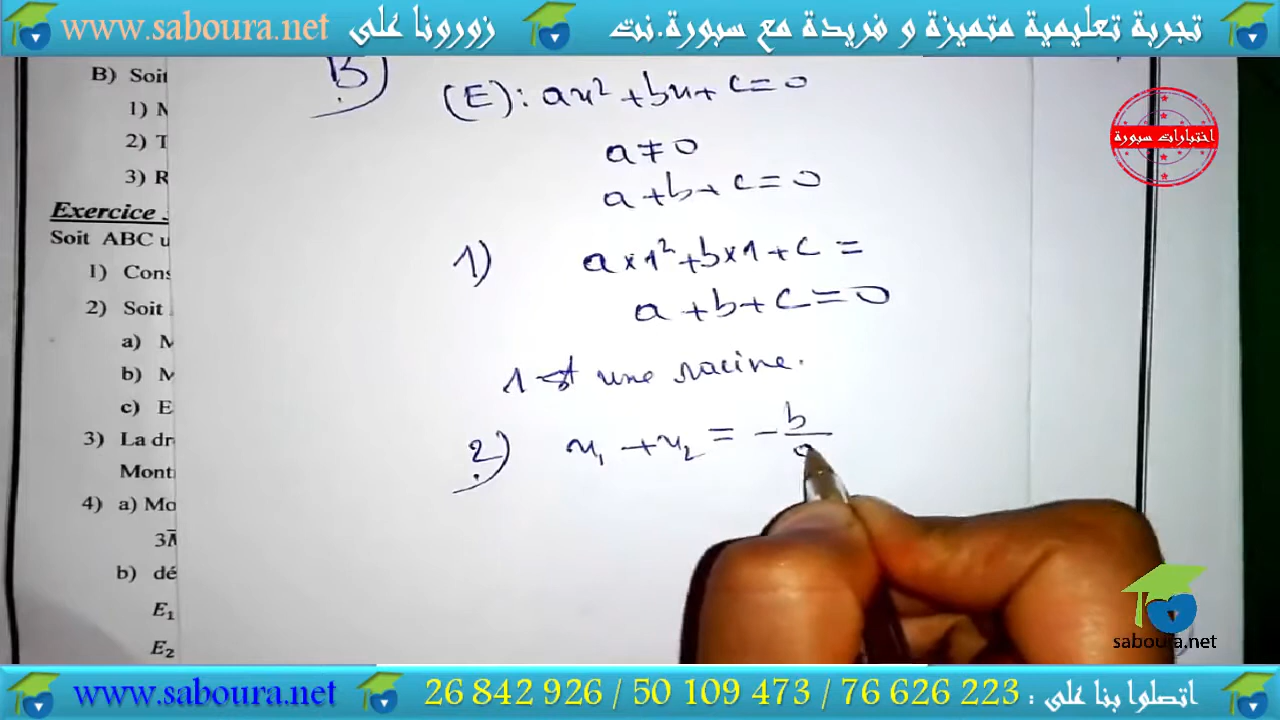 www.saboura.net زورونا على تجربة تعليمية متميزة و فريدة مع سبورة.نت
B) Soit
1) M
2) T
3) R
Exercice
Soit ABC u
1) Cons
2) Soit
a) M
b) M
c) E
3) La dr
Mont
4) a) Mo
3M
b) dé
E₁
E₂
B)
(E): ax² + bx + c = 0
a ≠ 0
a + b + c = 0
1) a×1² + b×1 + c =
a + b + c = 0
1 est une racine.
2) x₁ + x₂ = - b/a
اختبارات سبورة
saboura.net
www.saboura.net 26 842 926 / 50 109 473 / 76 626 223 : اتصلوا بنا على